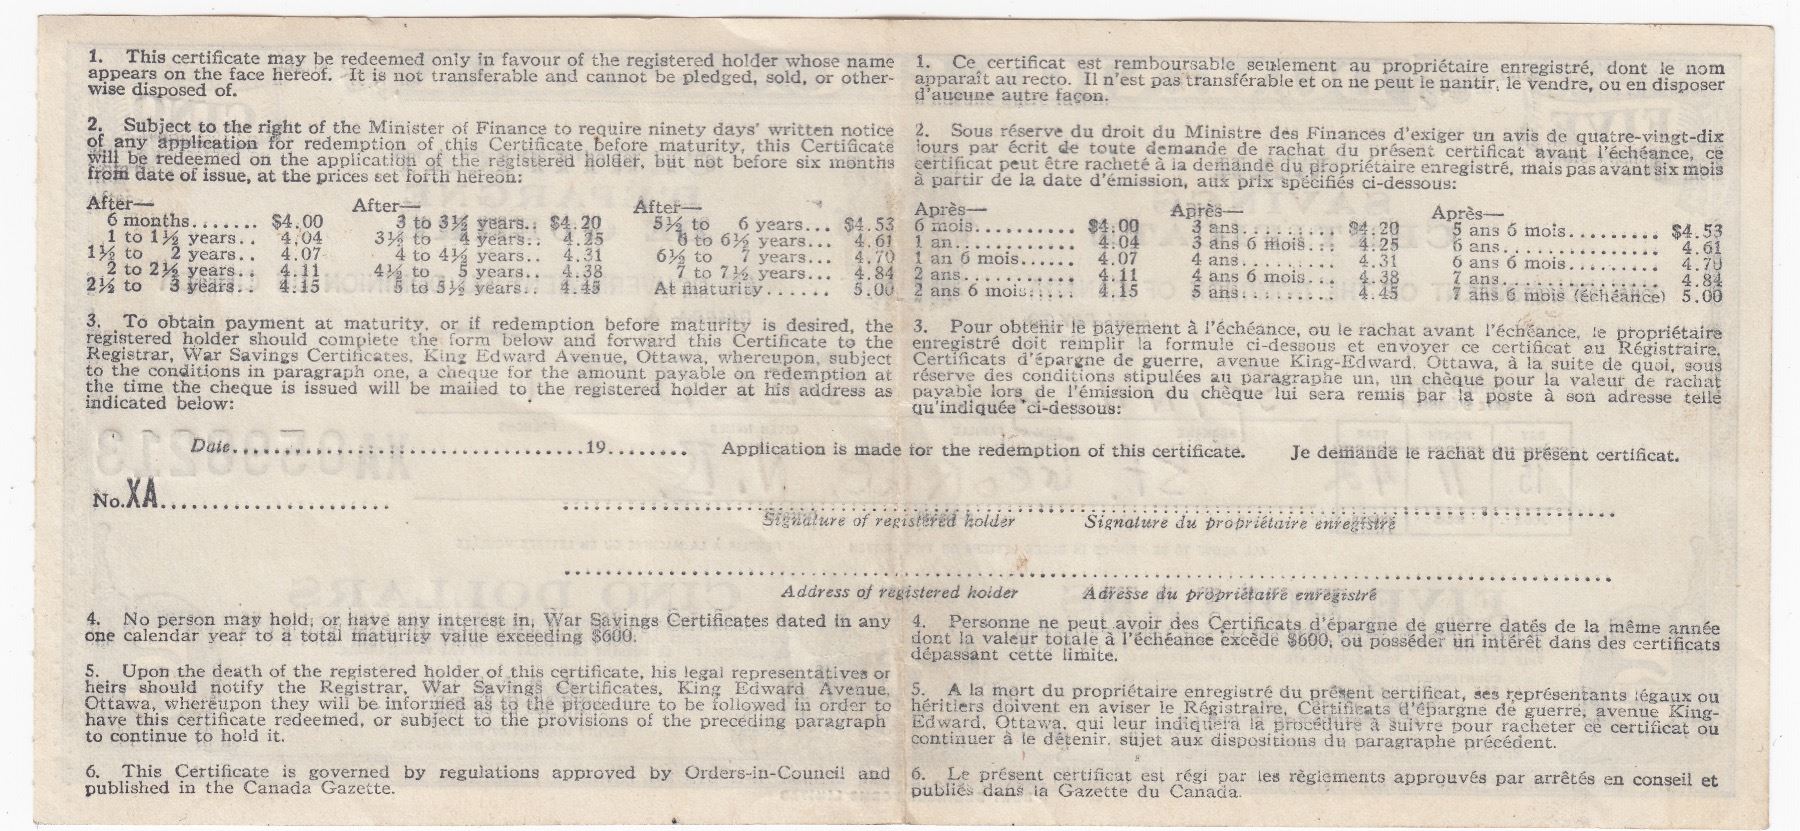 1. This certificate may be redeemed only in favour of the registered holder whose name
appears on the face hereof. It is not transferable and cannot be pledged, sold, or other-
wise disposed of.
2. Subject to the right of the Minister of Finance to require ninety days' written notice
of any application for redemption of this Certificate before maturity, this Certificate
will be redeemed on the application of the registered holder, but not before six months
from date of issue, at the prices set forth hereon:
After— After— After—
6 months....... $4.00 3 to 3½ years.. $4.20 5½ to 6 years... $4.53
1 to 1½ years.. 4.04 3½ to 4 years.. 4.25 6 to 6½ years... 4.61
1½ to 2 years.. 4.07 4 to 4½ years.. 4.31 6½ to 7 years... 4.70
2 to 2½ years.. 4.11 4½ to 5 years.. 4.38 7 to 7½ years... 4.84
2½ to 3 years.. 4.15 5 to 5½ years.. 4.45 At maturity...... 5.00
3. To obtain payment at maturity, or if redemption before maturity is desired, the
registered holder should complete the form below and forward this Certificate to the
Registrar, War Savings Certificates, King Edward Avenue, Ottawa, whereupon, subject
to the conditions in paragraph one, a cheque for the amount payable on redemption at
the time the cheque is issued will be mailed to the registered holder at his address as
indicated below:
1. Ce certificat est remboursable seulement au propriétaire enregistré, dont le nom
apparaît au recto. Il n'est pas transférable et on ne peut le nantir, le vendre, ou en disposer
d'aucune autre façon.
2. Sous réserve du droit du Ministre des Finances d'exiger un avis de quatre-vingt-dix
jours par écrit de toute demande de rachat du présent certificat avant l'échéance, ce
certificat peut être racheté à la demande du propriétaire enregistré, mais pas avant six mois
à partir de la date d'émission, aux prix spécifiés ci-dessous:
Après— Après— Après—
6 mois.......... $4.00 3 ans.......... $4.20 5 ans 6 mois......... $4.53
1 an............ 4.04 3 ans 6 mois... 4.25 6 ans............... 4.61
1 an 6 mois...... 4.07 4 ans.......... 4.31 6 ans 6 mois......... 4.70
2 ans........... 4.11 4 ans 6 mois... 4.38 7 ans............... 4.84
2 ans 6 mois..... 4.15 5 ans.......... 4.45 7 ans 6 mois (échéance) 5.00
3. Pour obtenir le payement à l'échéance, ou le rachat avant l'échéance, le propriétaire
enregistré doit remplir la formule ci-dessous et envoyer ce certificat au Régistraire,
Certificats d'épargne de guerre, avenue King-Edward, Ottawa, à la suite de quoi, sous
réserve des conditions stipulées au paragraphe un, un chèque pour la valeur de rachat
payable lors de l'émission du chèque lui sera remis par la poste à son adresse telle
qu'indiquée ci-dessous:
Date.................................19........ Application is made for the redemption of this certificate. Je demande le rachat du présent certificat.
No. XA......................
Signature of registered holder Signature du propriétaire enregistré
Address of registered holder Adresse du propriétaire enregistré
4. No person may hold, or have any interest in, War Savings Certificates dated in any
one calendar year to a total maturity value exceeding $600.
5. Upon the death of the registered holder of this certificate, his legal representatives or
heirs should notify the Registrar, War Savings Certificates, King Edward Avenue,
Ottawa, whereupon they will be informed as to the procedure to be followed in order to
have this certificate redeemed, or subject to the provisions of the preceding paragraph
to continue to hold it.
6. This Certificate is governed by regulations approved by Orders-in-Council and
published in the Canada Gazette.
4. Personne ne peut avoir des Certificats d'épargne de guerre datés de la même année
dont la valeur totale à l'échéance excède $600, ou posséder un intérêt dans des certificats
dépassant cette limite.
5. A la mort du propriétaire enregistré du présent certificat, ses représentants légaux ou
héritiers doivent en aviser le Régistraire, Certificats d'épargne de guerre, avenue King-
Edward, Ottawa, qui leur indiquera la procédure à suivre pour racheter ce certificat ou
continuer à le détenir, sujet aux dispositions du paragraphe précédent.
6. Le présent certificat est régi par les règlements approuvés par arrêtés en conseil et
publiés dans la Gazette du Canada.